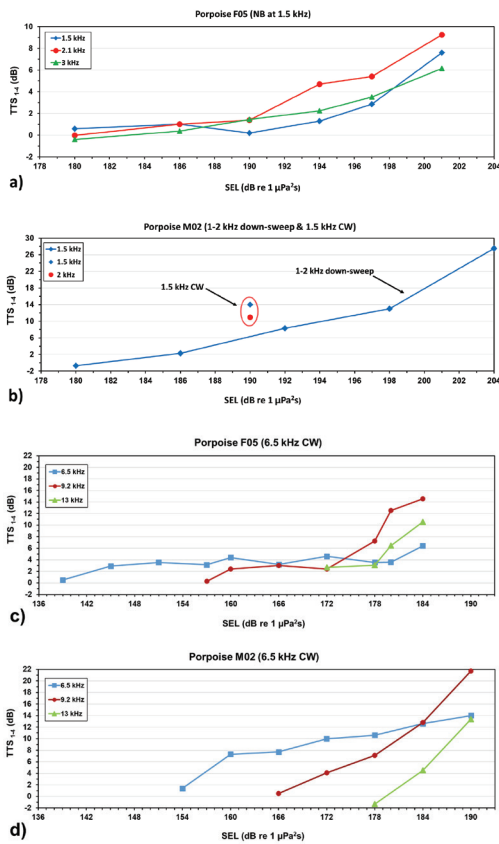 Porpoise F05 (NB at 1.5 kHz)
TTS 1-4 (dB)
10
8
6
4
2
0
-2
1.5 kHz
2.1 kHz
3 kHz
178 180 182 184 186 188 190 192 194 196 198 200 202 204
SEL (dB re 1 µPa²s)
a)
Porpoise M02 (1-2 kHz down-sweep & 1.5 kHz CW)
TTS 1-4 (dB)
30
26
22
18
14
10
6
2
-2
1.5 kHz
1.5 kHz
2 kHz
1.5 kHz CW
1-2 kHz down-sweep
178 180 182 184 186 188 190 192 194 196 198 200 202 204
SEL (dB re 1 µPa²s)
b)
Porpoise F05 (6.5 kHz CW)
TTS 1-4 (dB)
22
20
18
16
14
12
10
8
6
4
2
0
-2
6.5 kHz
9.2 kHz
13 kHz
136 142 148 154 160 166 172 178 184 190
SEL (dB re 1 µPa²s)
c)
Porpoise M02 (6.5 kHz CW)
TTS 1-4 (dB)
22
20
18
16
14
12
10
8
6
4
2
0
-2
6.5 kHz
9.2 kHz
13 kHz
136 142 148 154 160 166 172 178 184 190
SEL (dB re 1 µPa²s)
d)